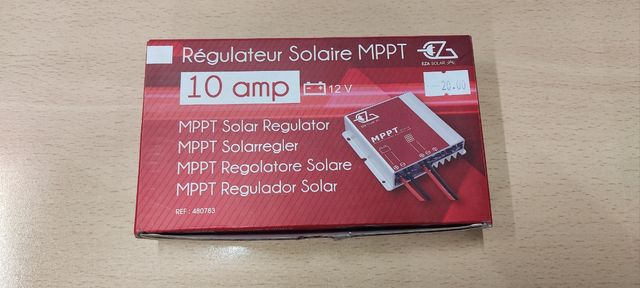 Régulateur Solaire MPPT
EZA SOLAR
20.00
10 amp
12 V
MPPT Solar Regulator
MPPT Solarregler
MPPT Regolatore Solare
MPPT Regulador Solar
REF : 480783
MPPT